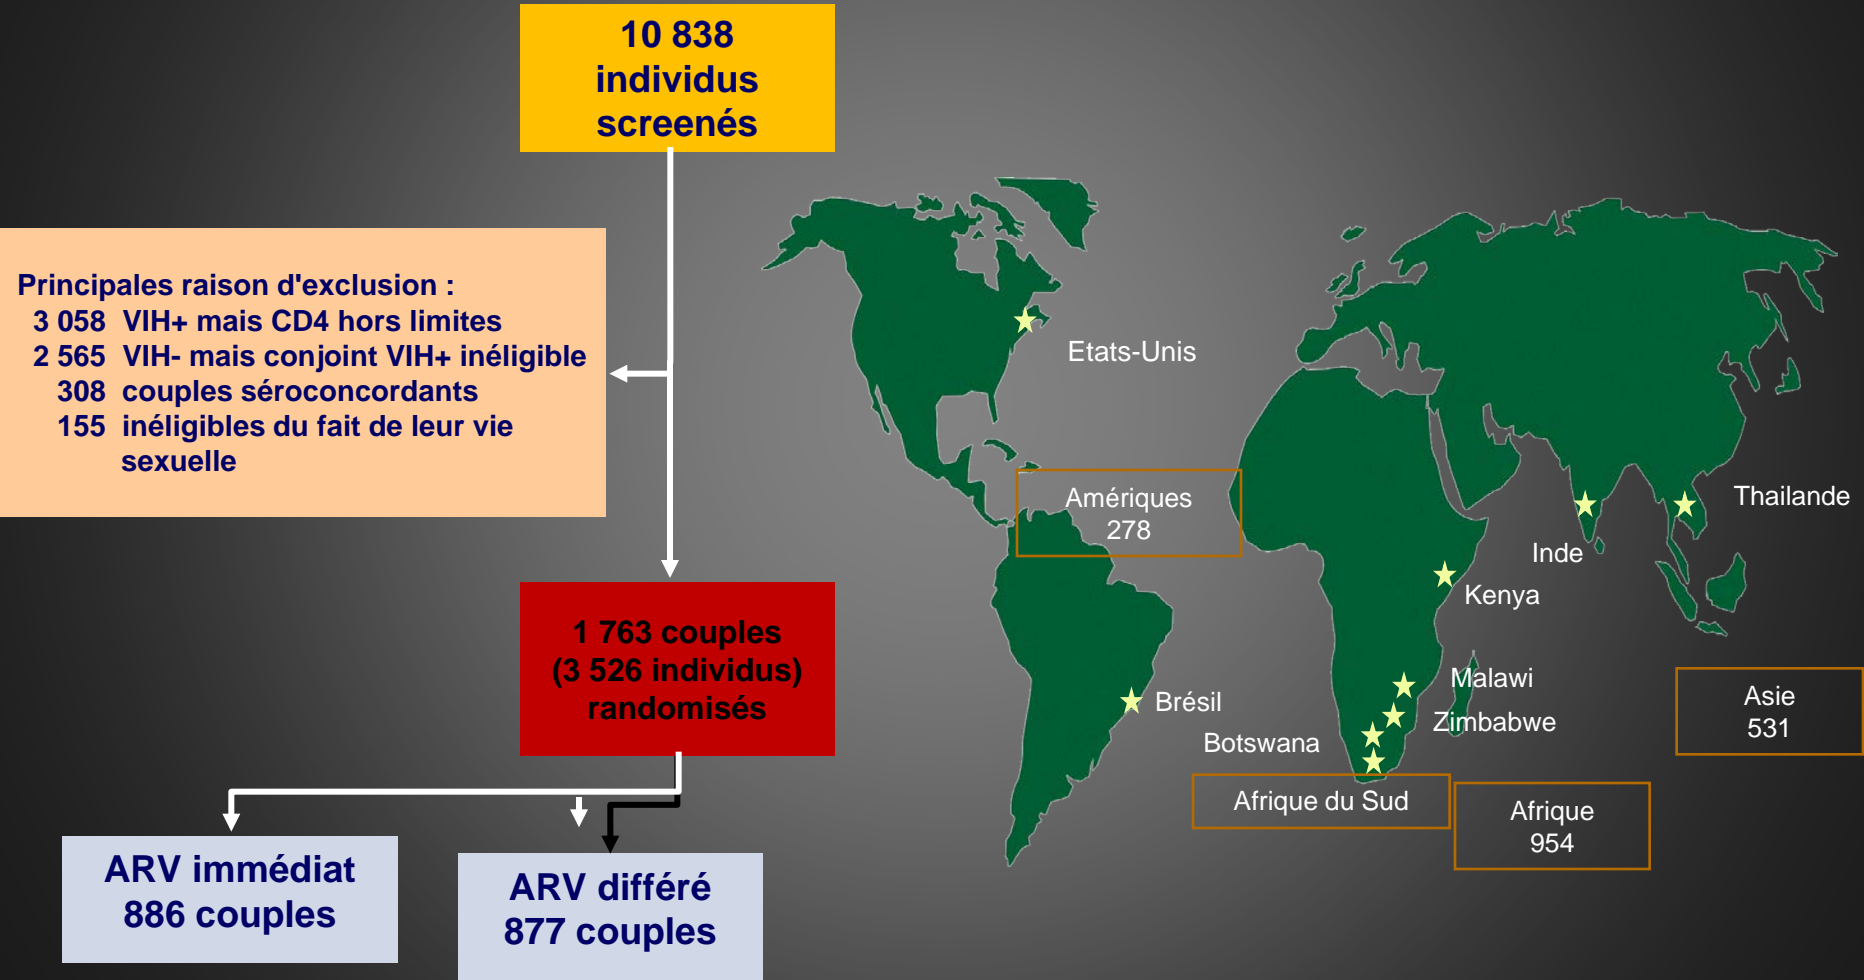 10 838
individus
screenés
Principales raison d'exclusion :
3 058 VIH+ mais CD4 hors limites
2 565 VIH- mais conjoint VIH+ inéligible
308 couples séroconcordants
155 inéligibles du fait de leur vie
sexuelle
1 763 couples
(3 526 individus)
randomisés
ARV immédiat
886 couples
ARV différé
877 couples
Etats-Unis
Amériques
278
Thailande
Inde
Kenya
Malawi
Brésil
Zimbabwe
Botswana
Asie
531
Afrique du Sud
Afrique
954